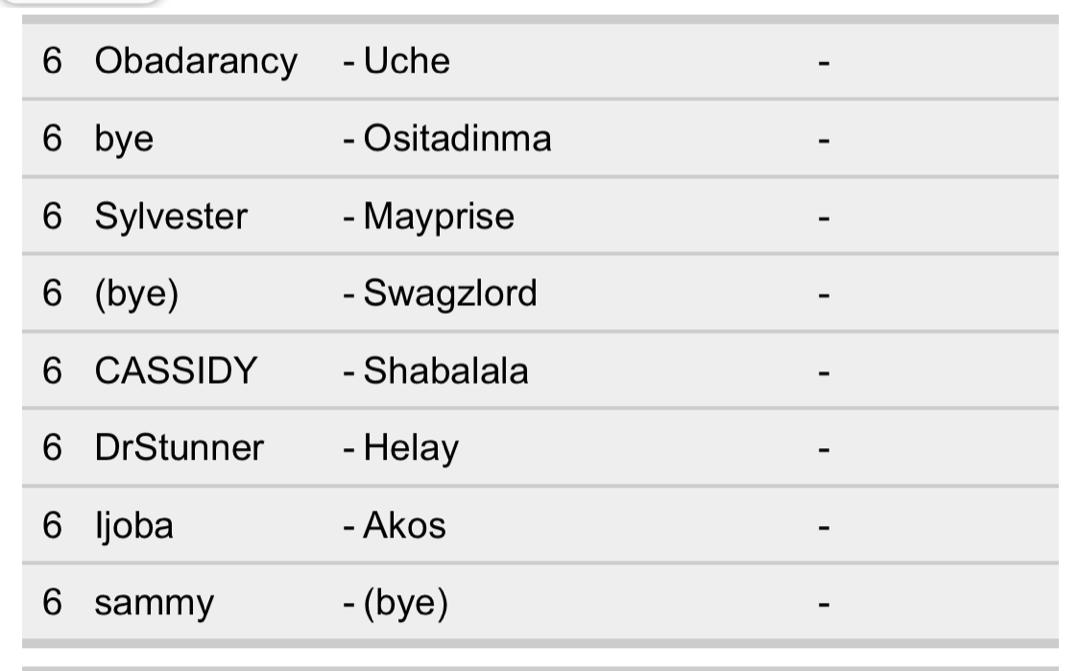 6 Obadarancy - Uche -
6 bye - Ositadinma -
6 Sylvester - Mayprise -
6 (bye) - Swagzlord -
6 CASSIDY - Shabalala -
6 DrStunner - Helay -
6 Ijoba - Akos -
6 sammy - (bye) -